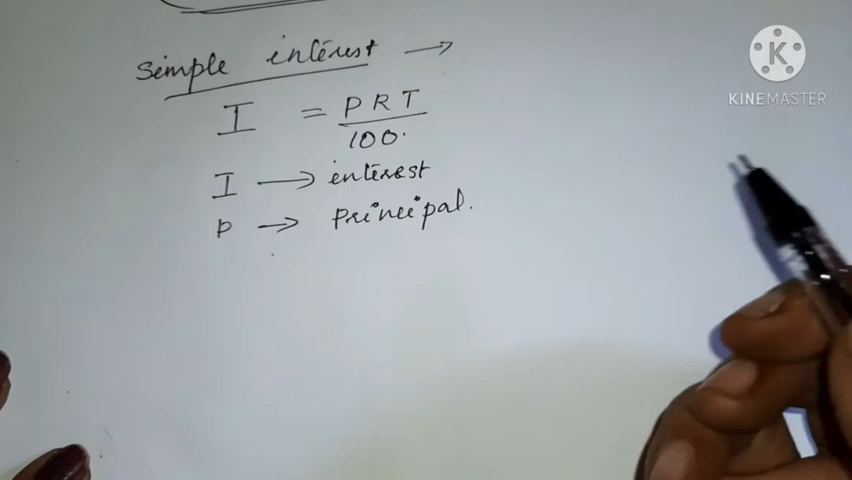 Simple interest →
I = PRT
100.
I → interest
P → Principal.
K
KINEMASTER